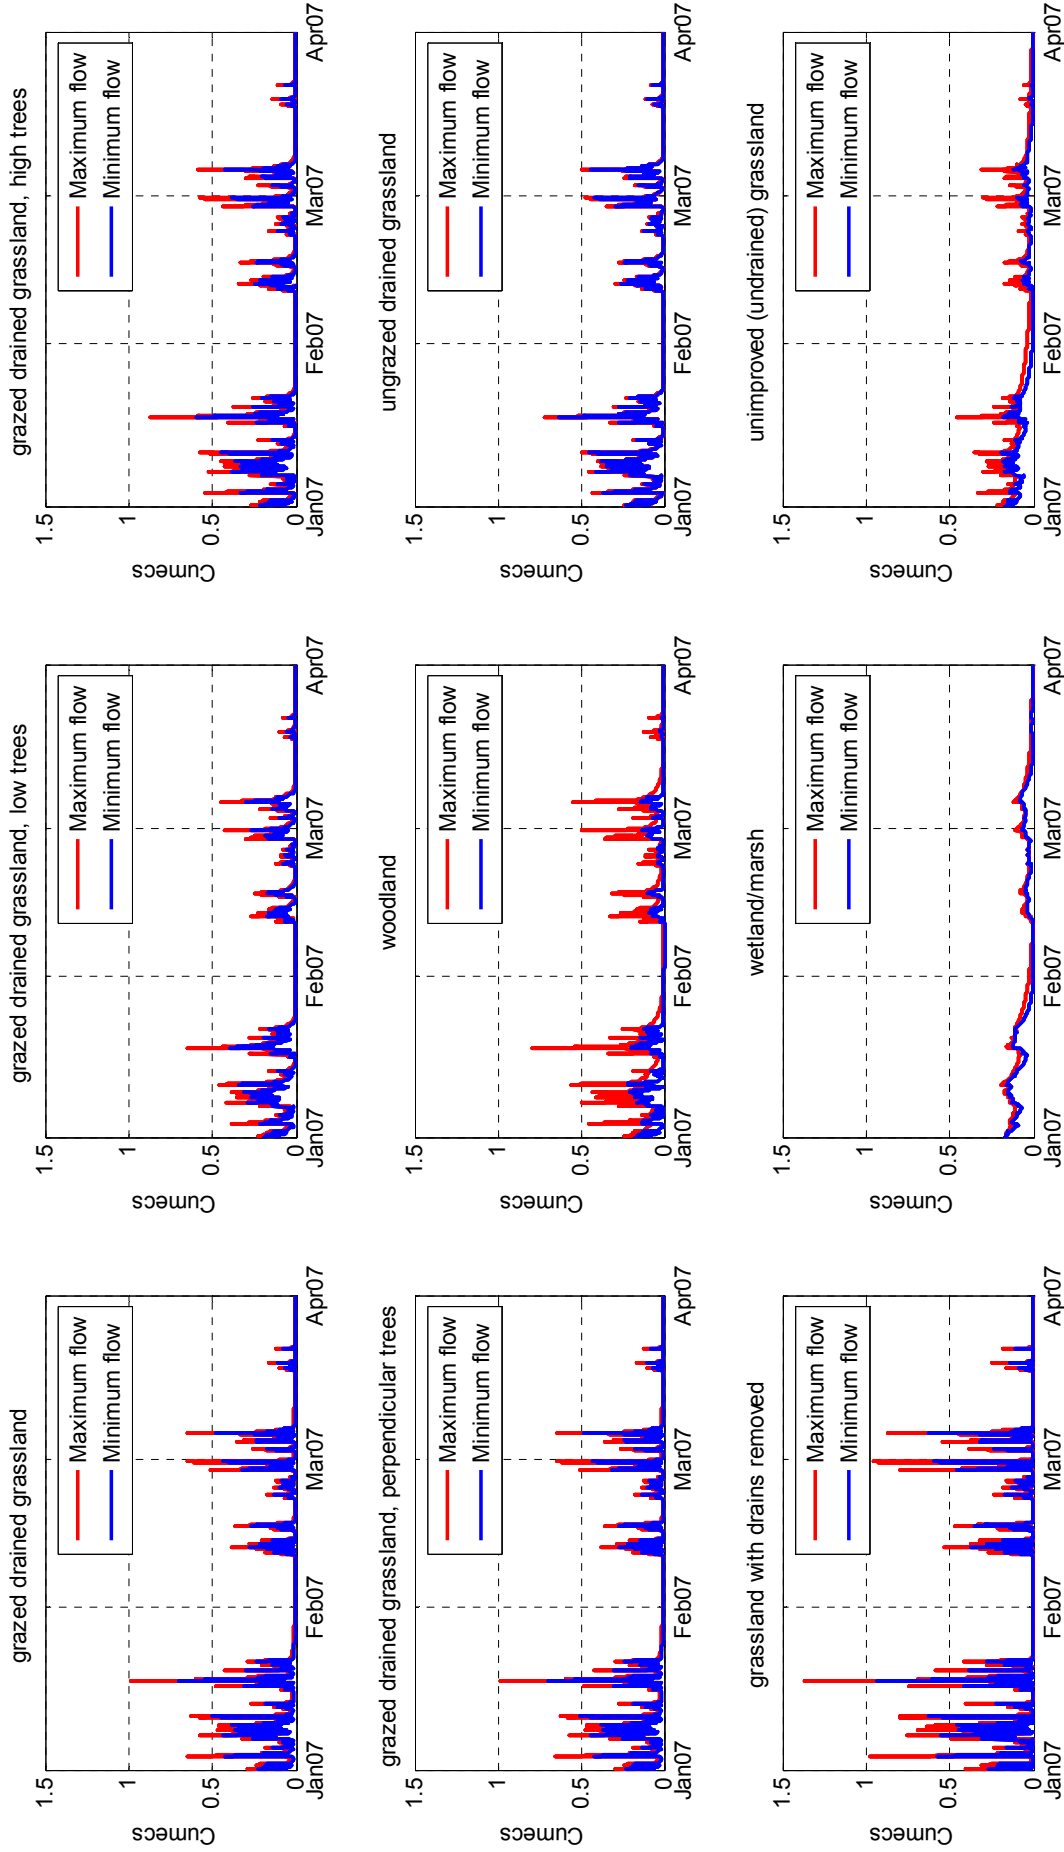 grazed drained grassland
1.5
1
0.5
0
Cumecs
Jan07
Feb07
Mar07
Apr07
Maximum flow
Minimum flow
grazed drained grassland, low trees
1.5
1
0.5
0
Cumecs
Jan07
Feb07
Mar07
Apr07
Maximum flow
Minimum flow
grazed drained grassland, high trees
1.5
1
0.5
0
Cumecs
Jan07
Feb07
Mar07
Apr07
Maximum flow
Minimum flow
grazed drained grassland, perpendicular trees
1.5
1
0.5
0
Cumecs
Jan07
Feb07
Mar07
Apr07
Maximum flow
Minimum flow
woodland
1.5
1
0.5
0
Cumecs
Jan07
Feb07
Mar07
Apr07
Maximum flow
Minimum flow
ungrazed drained grassland
1.5
1
0.5
0
Cumecs
Jan07
Feb07
Mar07
Apr07
Maximum flow
Minimum flow
grassland with drains removed
1.5
1
0.5
0
Cumecs
Jan07
Feb07
Mar07
Apr07
Maximum flow
Minimum flow
wetland/marsh
1.5
1
0.5
0
Cumecs
Jan07
Feb07
Mar07
Apr07
Maximum flow
Minimum flow
unimproved (undrained) grassland
1.5
1
0.5
0
Cumecs
Jan07
Feb07
Mar07
Apr07
Maximum flow
Minimum flow